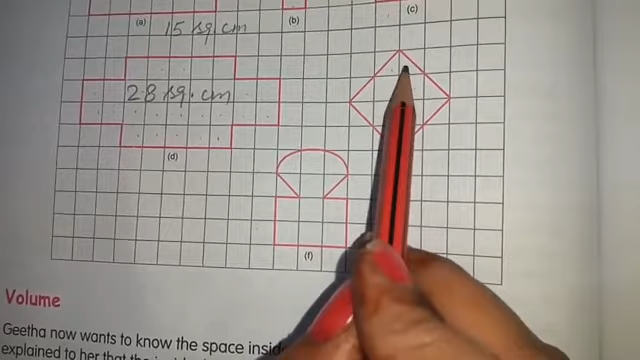 (a)
(b)
(c)
15 sq.cm
28 sq.cm
(d)
(f)
Volume
Geetha now wants to know the space insid
explained to her that the